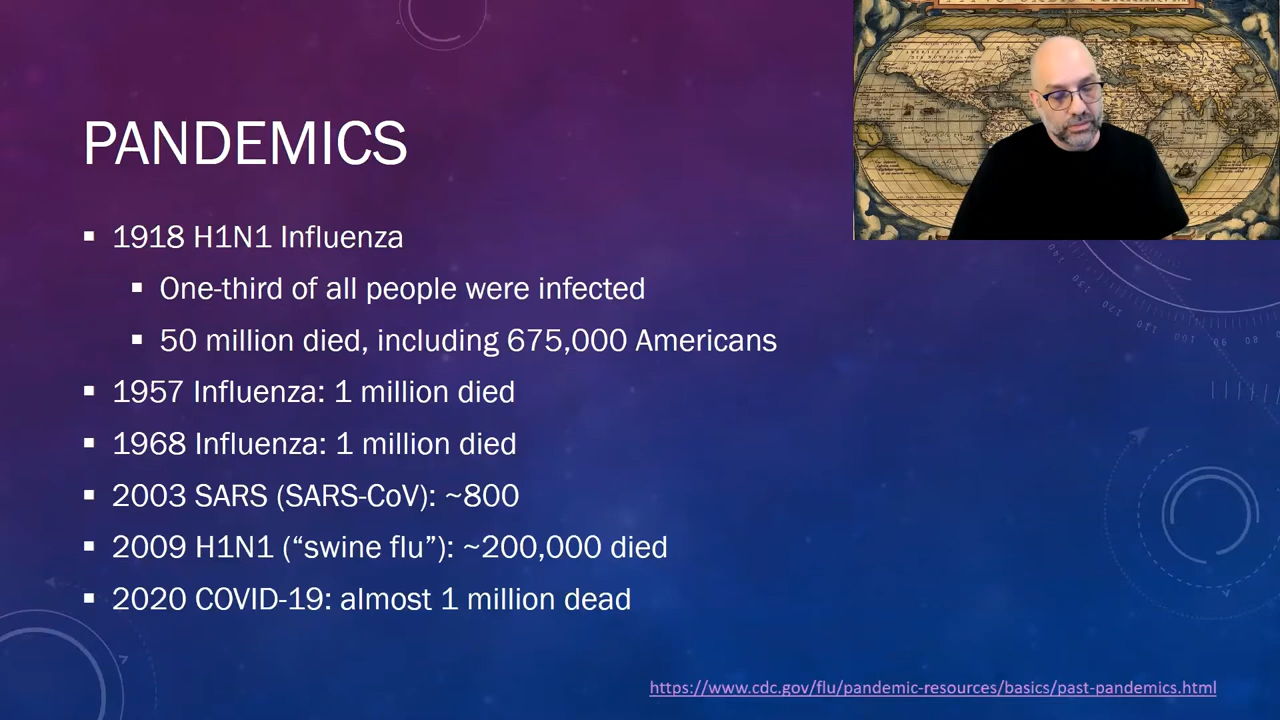 PANDEMICS
▪ 1918 H1N1 Influenza
▪ One-third of all people were infected
▪ 50 million died, including 675,000 Americans
▪ 1957 Influenza: 1 million died
▪ 1968 Influenza: 1 million died
▪ 2003 SARS (SARS-CoV): ~800
▪ 2009 H1N1 (“swine flu”): ~200,000 died
▪ 2020 COVID-19: almost 1 million dead
https://www.cdc.gov/flu/pandemic-resources/basics/past-pandemics.html